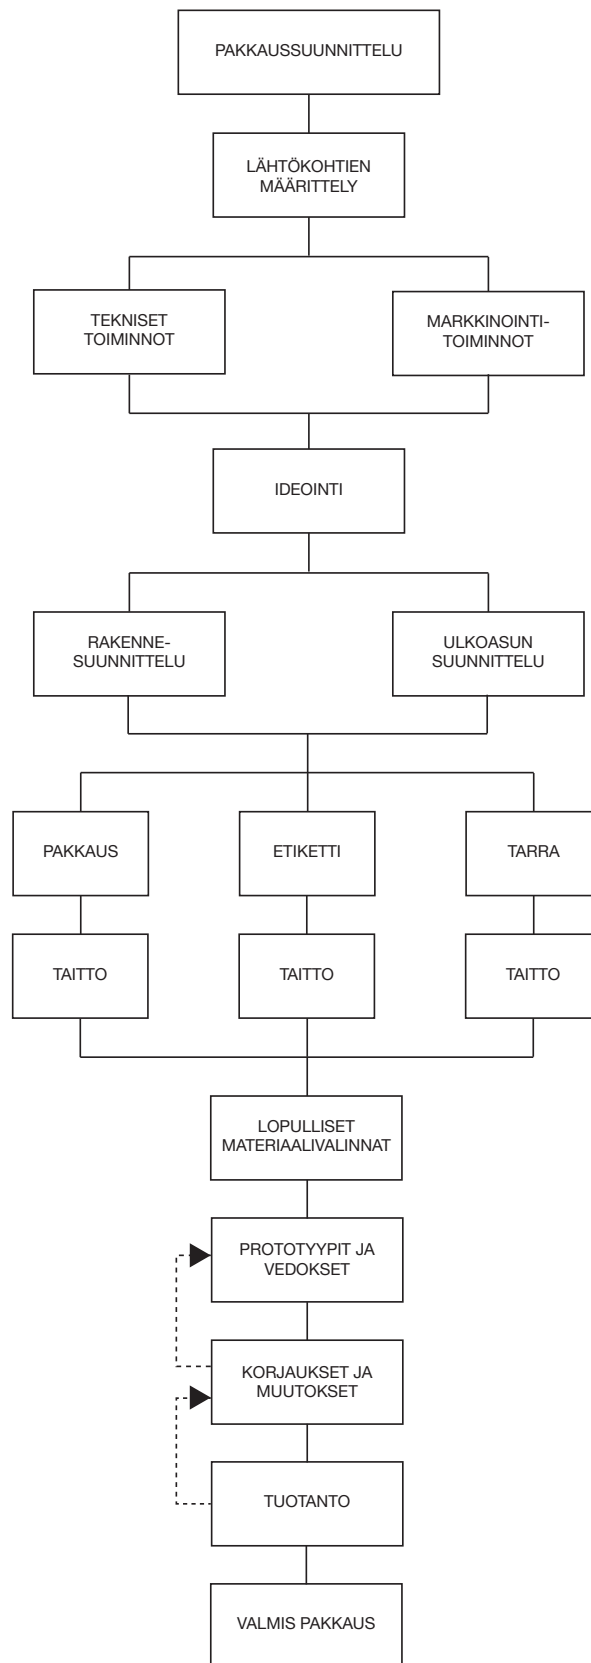 PAKKAUSSUUNNITTELU
LÄHTÖKOHTIEN
MÄÄRITTELY
TEKNISET
TOIMINNOT
MARKKINOINTI-
TOIMINNOT
IDEOINTI
RAKENNE-
SUUNNITTELU
ULKOASUN
SUUNNITTELU
PAKKAUS
ETIKETTI
TARRA
TAITTO
TAITTO
TAITTO
LOPULLISET
MATERIAALIVALINNAT
PROTOTYYPIT JA
VEDOKSET
KORJAUKSET JA
MUUTOKSET
TUOTANTO
VALMIS PAKKAUS